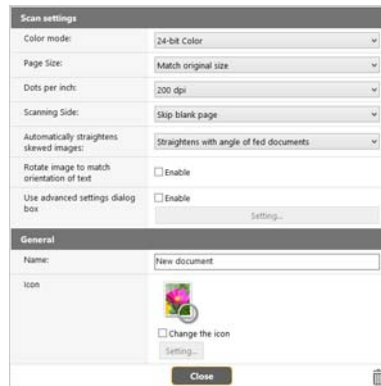 Scan settings
Color mode:
24-bit Color
Page Size:
Match original size
Dots per inch:
200 dpi
Scanning Side:
Skip blank page
Automatically straightens
skewed images:
Straightens with angle of fed documents
Rotate image to match
orientation of text
Enable
Use advanced settings dialog
box
Enable
Setting...
General
Name:
New document
Icon
Change the icon
Setting...
Close